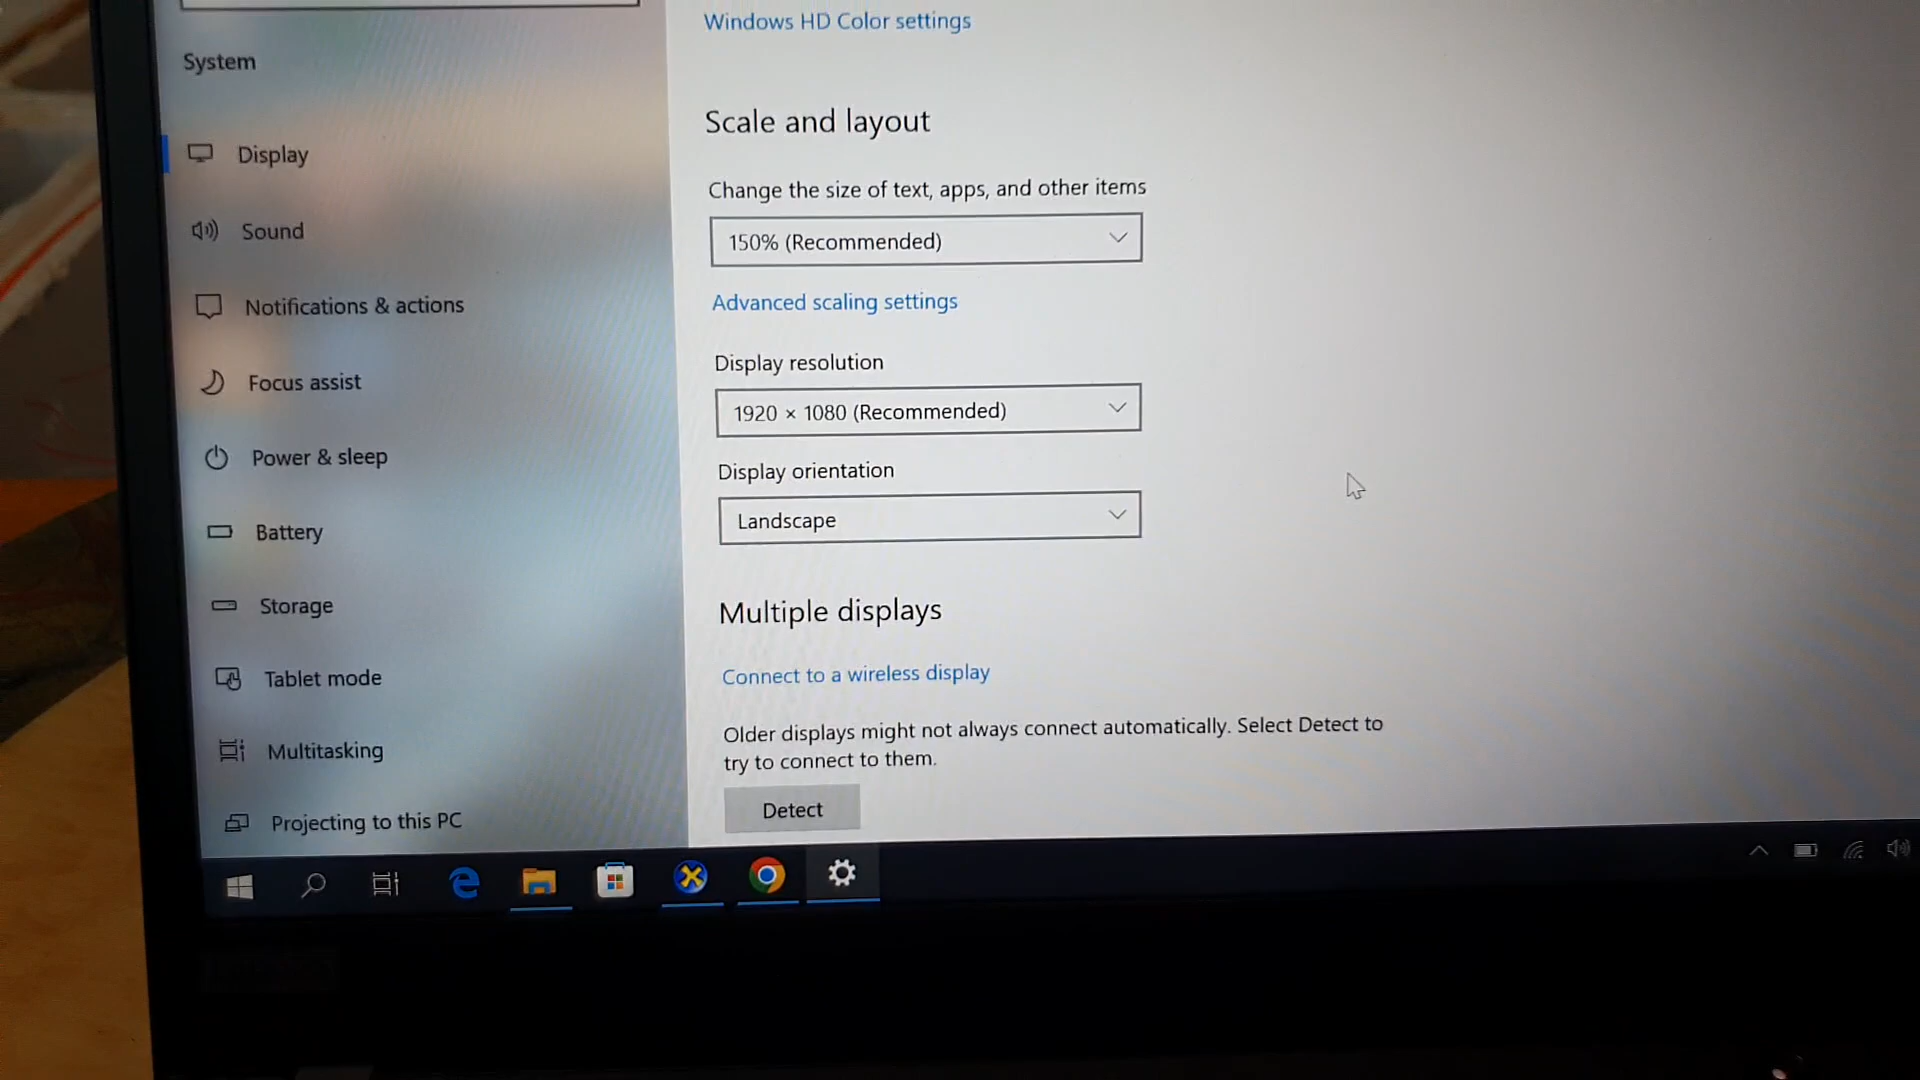 System
Display
Sound
Notifications & actions
Focus assist
Power & sleep
Battery
Storage
Tablet mode
Multitasking
Projecting to this PC
Windows HD Color settings
Scale and layout
Change the size of text, apps, and other items
150% (Recommended)
Advanced scaling settings
Display resolution
1920 × 1080 (Recommended)
Display orientation
Landscape
Multiple displays
Connect to a wireless display
Older displays might not always connect automatically. Select Detect to
try to connect to them.
Detect